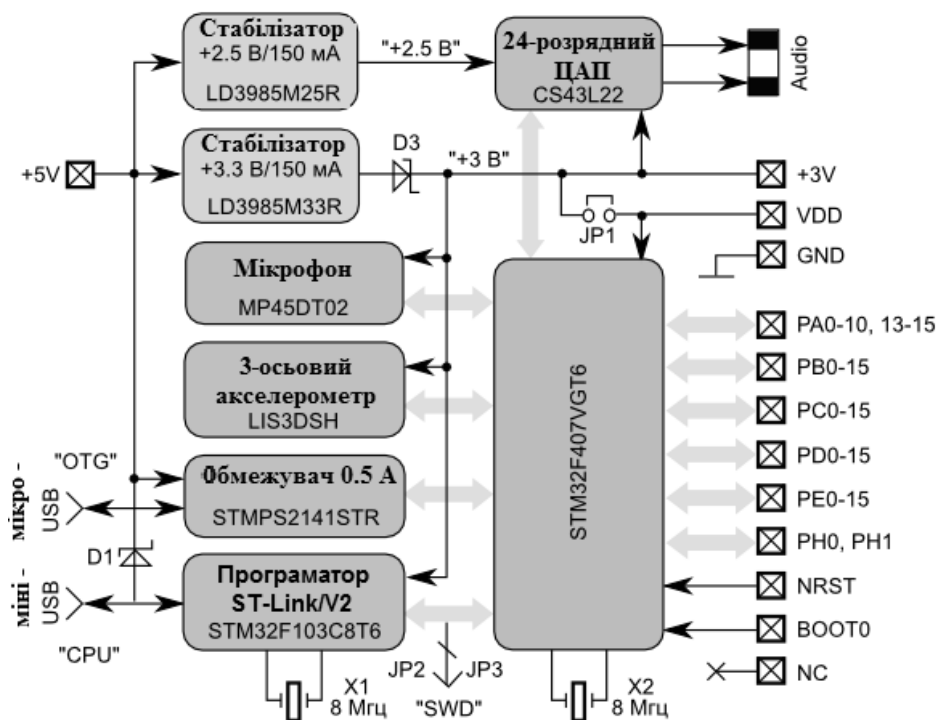 Стабілізатор
+2.5 В/150 мА
LD3985M25R
"+2.5 В"
24-розрядний
ЦАП
CS43L22
Audio
+5V
Стабілізатор
+3.3 В/150 мА
LD3985M33R
D3
"+3 В"
+3V
JP1
VDD
GND
Мікрофон
MP45DT02
3-осьовий
акселерометр
LIS3DSH
STM32F407VGT6
PA0-10, 13-15
PB0-15
PC0-15
PD0-15
PE0-15
PH0, PH1
NRST
BOOT0
NC
"OTG"
мікро -
USB
Обмежувач 0.5 А
STMPS2141STR
D1
міні -
USB
"CPU"
Програматор
ST-Link/V2
STM32F103C8T6
JP2
JP3
"SWD"
X1
8 Мгц
X2
8 Мгц